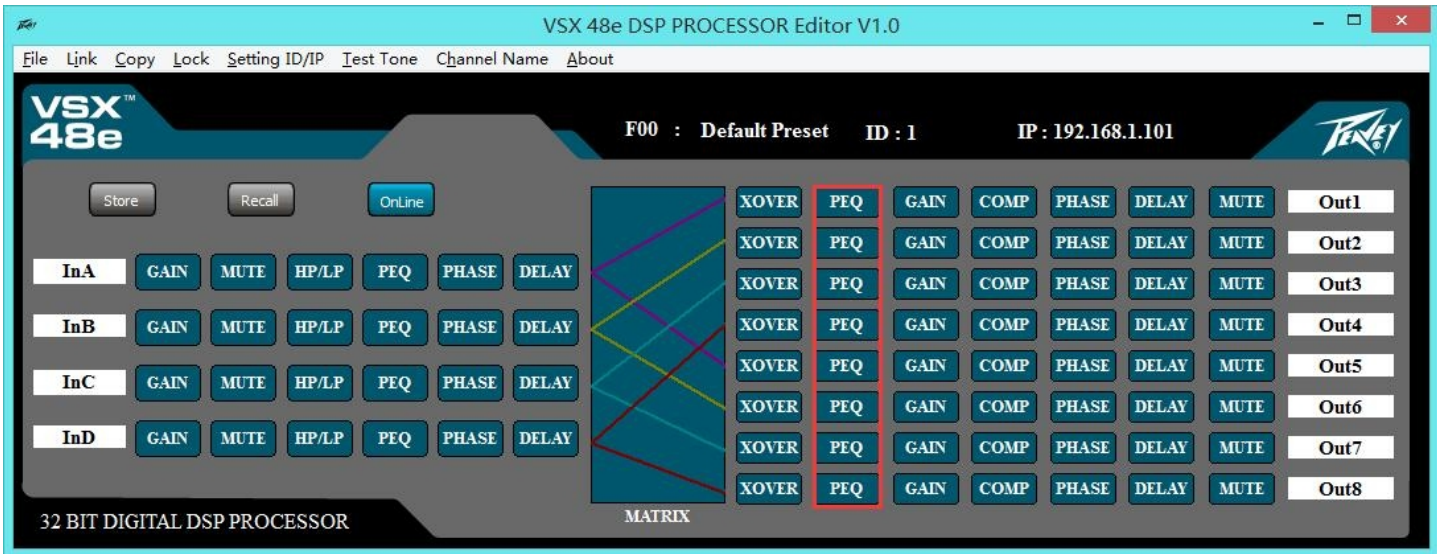 Peavey
VSX 48e DSP PROCESSOR Editor V1.0
File Link Copy Lock Setting ID/IP Test Tone Channel Name About
VSX™
48e
F00 : Default Preset ID : 1 IP : 192.168.1.101
PEAVEY®
Store Recall OnLine
XOVER PEQ GAIN COMP PHASE DELAY MUTE Out1
XOVER PEQ GAIN COMP PHASE DELAY MUTE Out2
InA GAIN MUTE HP/LP PEQ PHASE DELAY
XOVER PEQ GAIN COMP PHASE DELAY MUTE Out3
InB GAIN MUTE HP/LP PEQ PHASE DELAY
XOVER PEQ GAIN COMP PHASE DELAY MUTE Out4
XOVER PEQ GAIN COMP PHASE DELAY MUTE Out5
InC GAIN MUTE HP/LP PEQ PHASE DELAY
XOVER PEQ GAIN COMP PHASE DELAY MUTE Out6
InD GAIN MUTE HP/LP PEQ PHASE DELAY
XOVER PEQ GAIN COMP PHASE DELAY MUTE Out7
XOVER PEQ GAIN COMP PHASE DELAY MUTE Out8
MATRIX
32 BIT DIGITAL DSP PROCESSOR